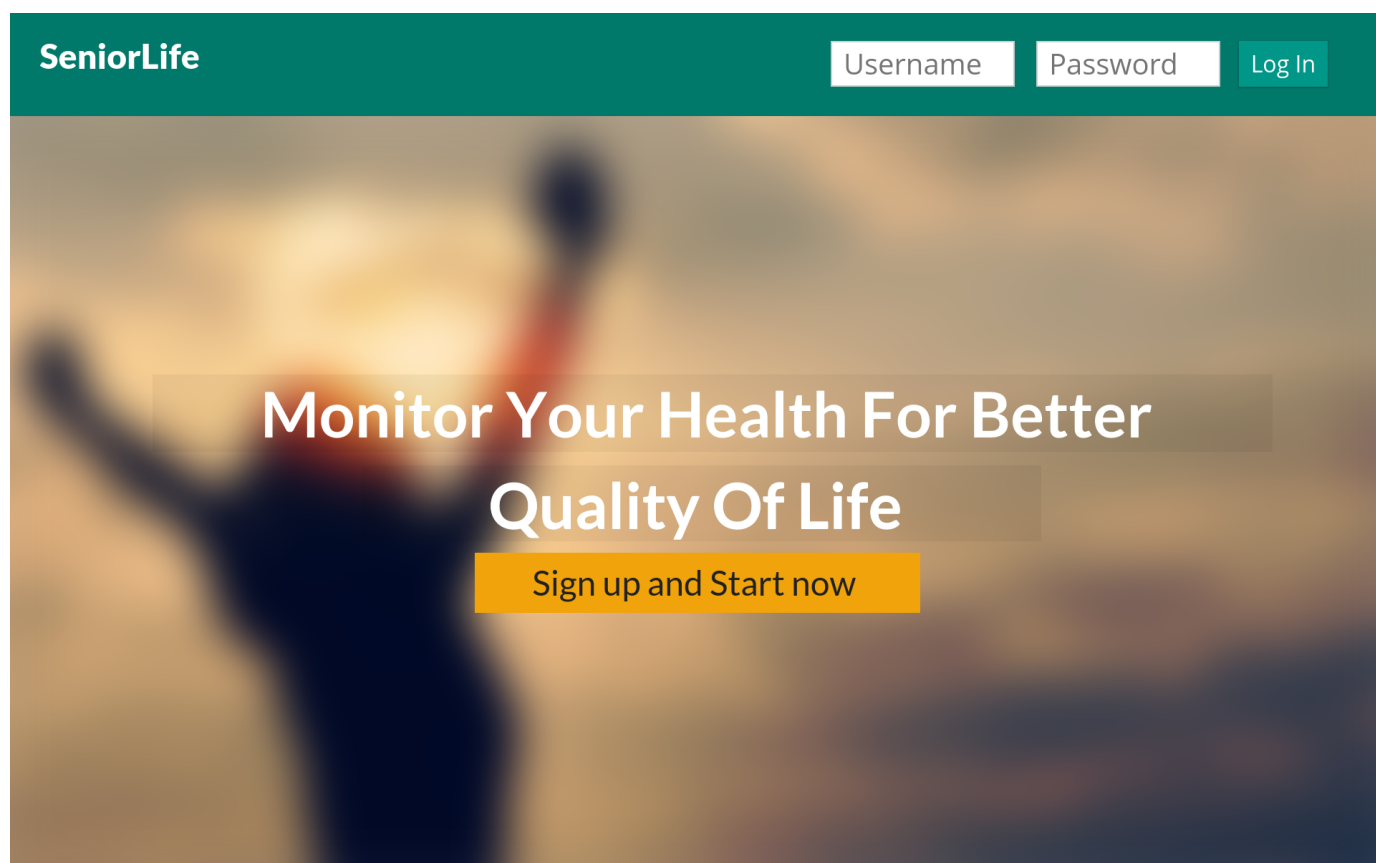 SeniorLife
Username
Password
Log In
Monitor Your Health For Better
Quality Of Life
Sign up and Start now